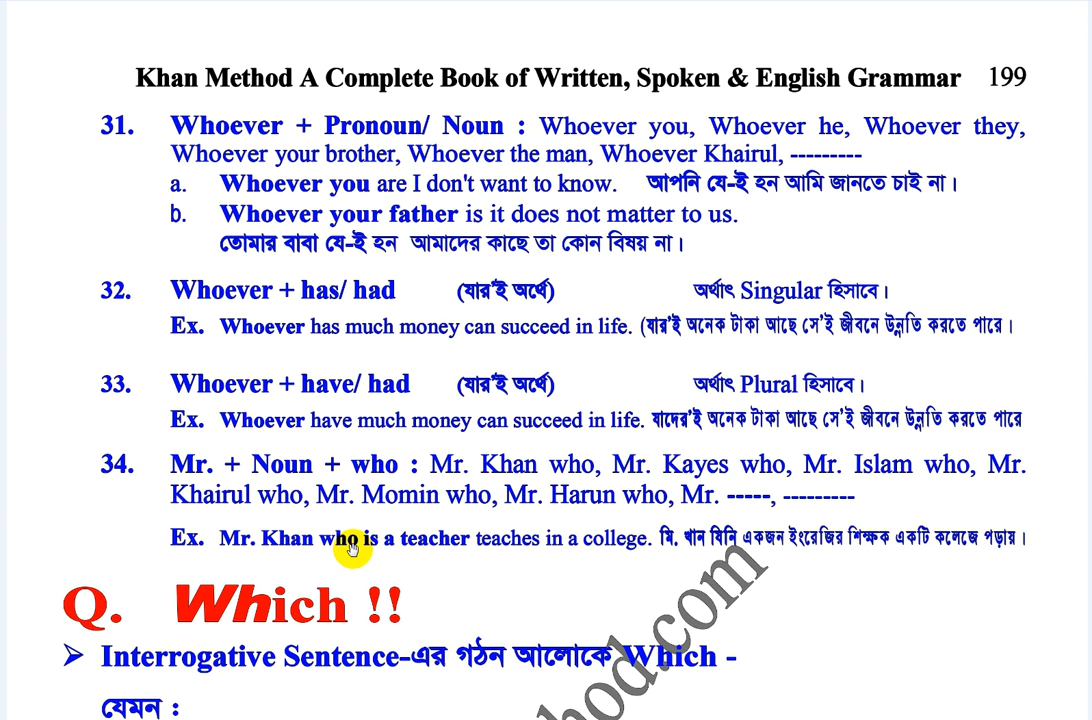 Khan Method A Complete Book of Written, Spoken & English Grammar 199
31. Whoever + Pronoun/ Noun : Whoever you, Whoever he, Whoever they,
Whoever your brother, Whoever the man, Whoever Khairul, ---------
a. Whoever you are I don't want to know. আপনি যে-ই হন আমি জানতে চাই না।
b. Whoever your father is it does not matter to us.
তোমার বাবা যে-ই হন আমাদের কাছে তা কোন বিষয় না।
32. Whoever + has/ had (যার'ই অর্থে) অর্থাৎ Singular হিসাবে।
Ex. Whoever has much money can succeed in life. (যার'ই অনেক টাকা আছে সে'ই জীবনে উন্নতি করতে পারে।
33. Whoever + have/ had (যার'ই অর্থে) অর্থাৎ Plural হিসাবে।
Ex. Whoever have much money can succeed in life. যাদের'ই অনেক টাকা আছে সে'ই জীবনে উন্নতি করতে পারে
34. Mr. + Noun + who : Mr. Khan who, Mr. Kayes who, Mr. Islam who, Mr.
Khairul who, Mr. Momin who, Mr. Harun who, Mr. -----, ---------
Ex. Mr. Khan who is a teacher teaches in a college. মি. খান যিনি একজন ইংরেজির শিক্ষক একটি কলেজে পড়ায়।
Q. Which !!
➢ Interrogative Sentence-এর গঠন আলোকে Which -
যেমন :
hod.com